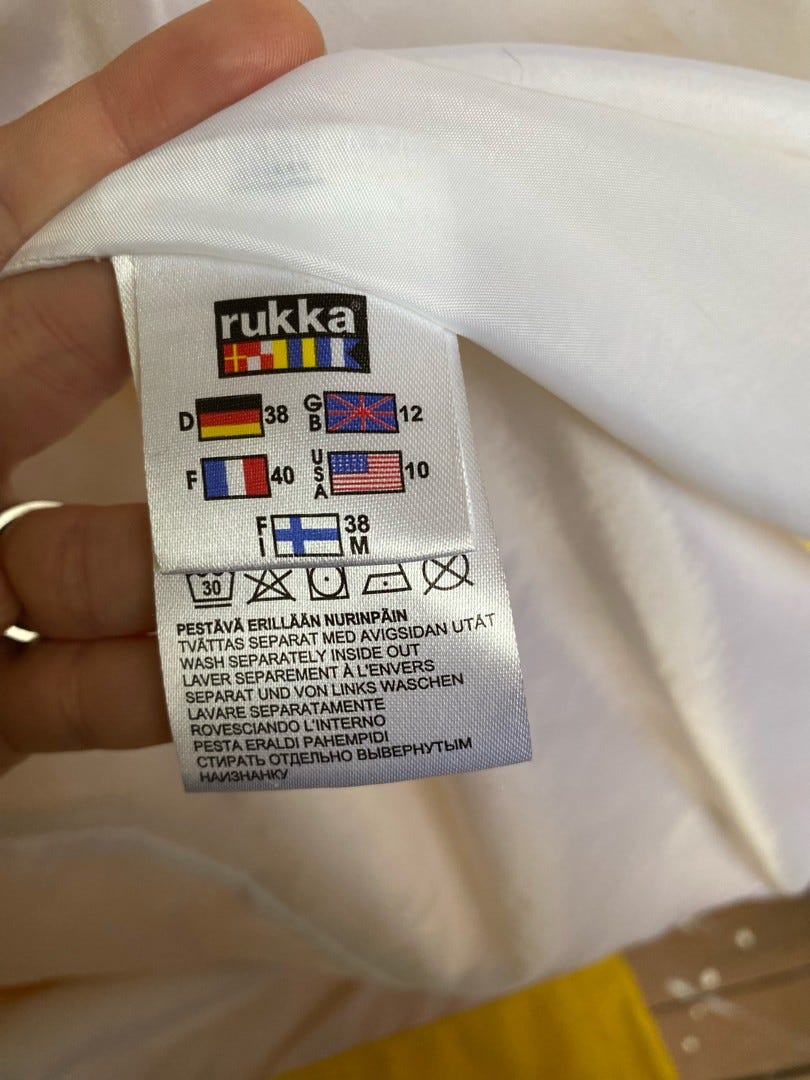 rukka®
D 38 GB 12
F 40 USA 10
FI 38 M
30
PESTÄVÄ ERILLÄÄN NURINPÄIN
TVÄTTAS SEPARAT MED AVIGSIDAN UTÅT
WASH SEPARATELY INSIDE OUT
LAVER SEPAREMENT À L'ENVERS
SEPARAT UND VON LINKS WASCHEN
LAVARE SEPARATAMENTE
ROVESCIANDO L'INTERNO
PESTA ERALDI PAHEMPIDI
СТИРАТЬ ОТДЕЛЬНО ВЫВЕРНУТЫМ
НАИЗНАНКУ